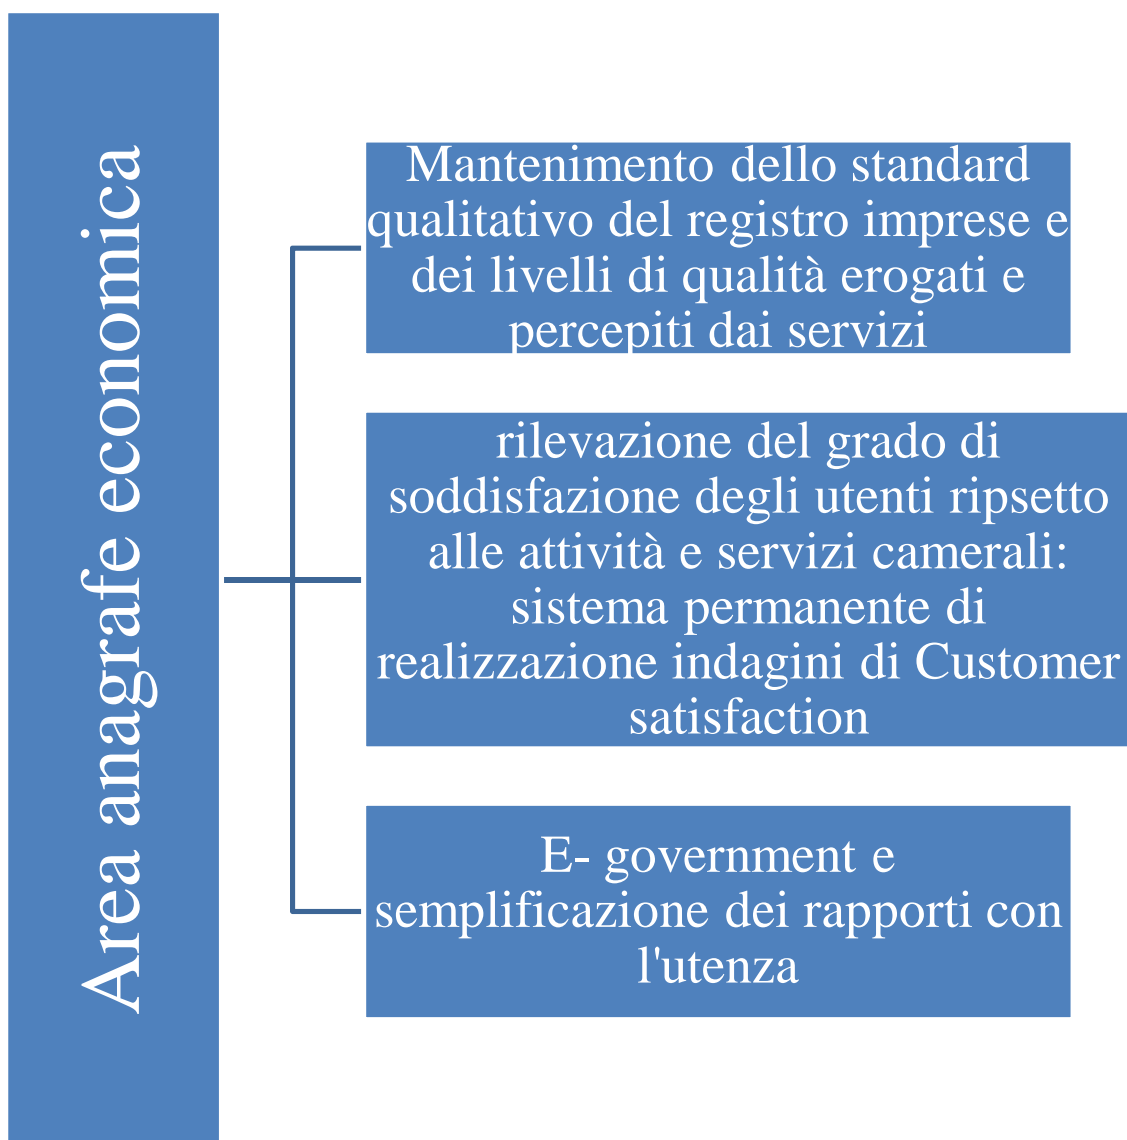 Area anagrafe economica
Mantenimento dello standard
qualitativo del registro imprese e
dei livelli di qualità erogati e
percepiti dai servizi
rilevazione del grado di
soddisfazione degli utenti ripsetto
alle attività e servizi camerali:
sistema permanente di
realizzazione indagini di Customer
satisfaction
E- government e
semplificazione dei rapporti con
l'utenza